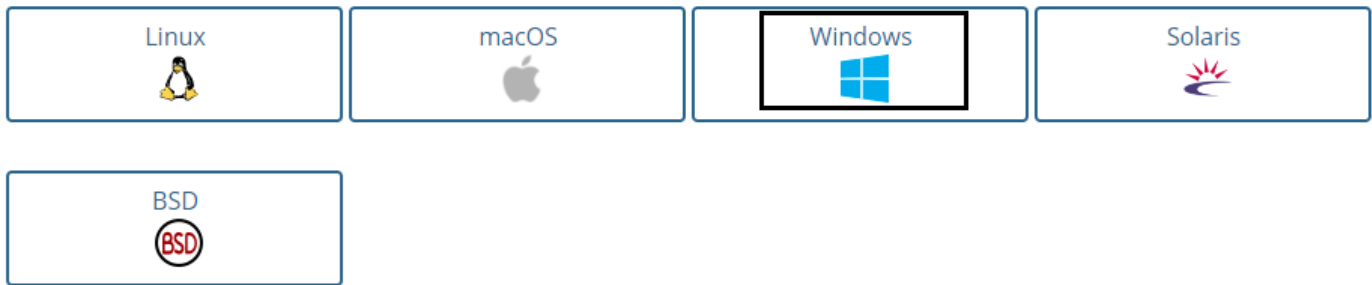 Linux
macOS
Windows
Solaris
BSD
BSD